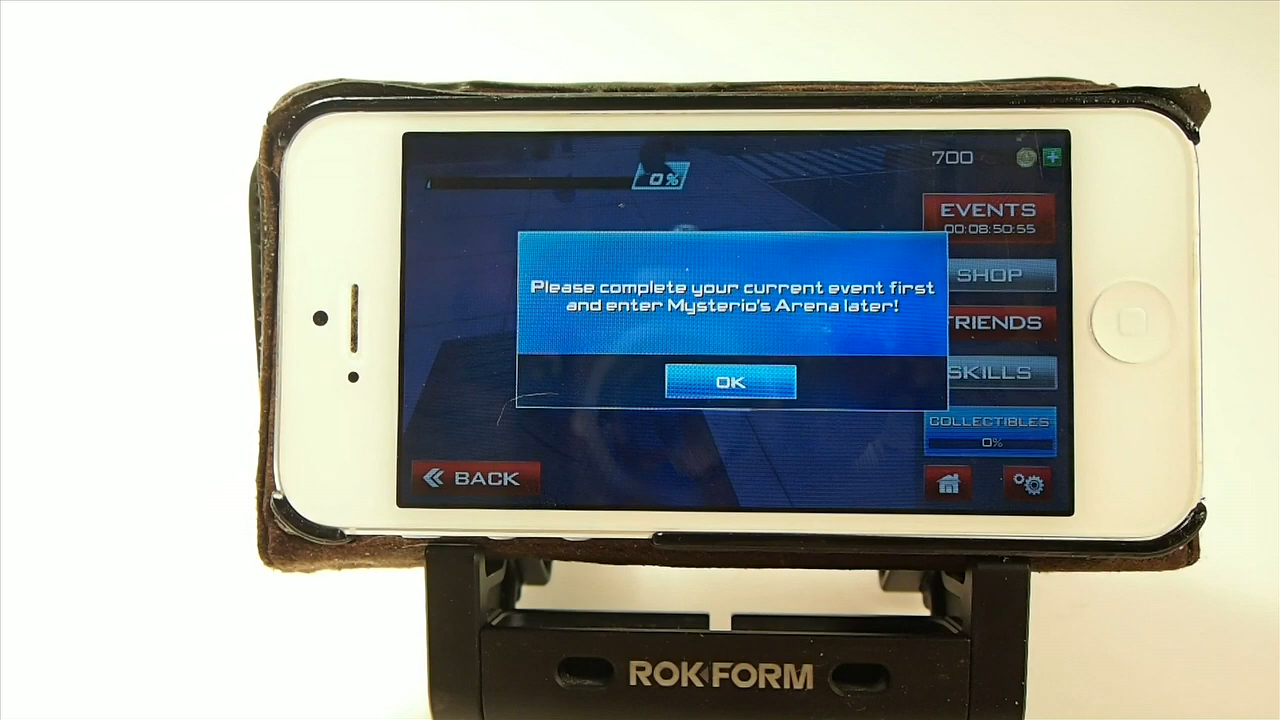 700
0%
EVENTS
00:08:50:55
SHOP
Please complete your current event first
and enter Mysterio's Arena later!
FRIENDS
OK
SKILLS
COLLECTIBLES
0%
BACK
ROKFORM